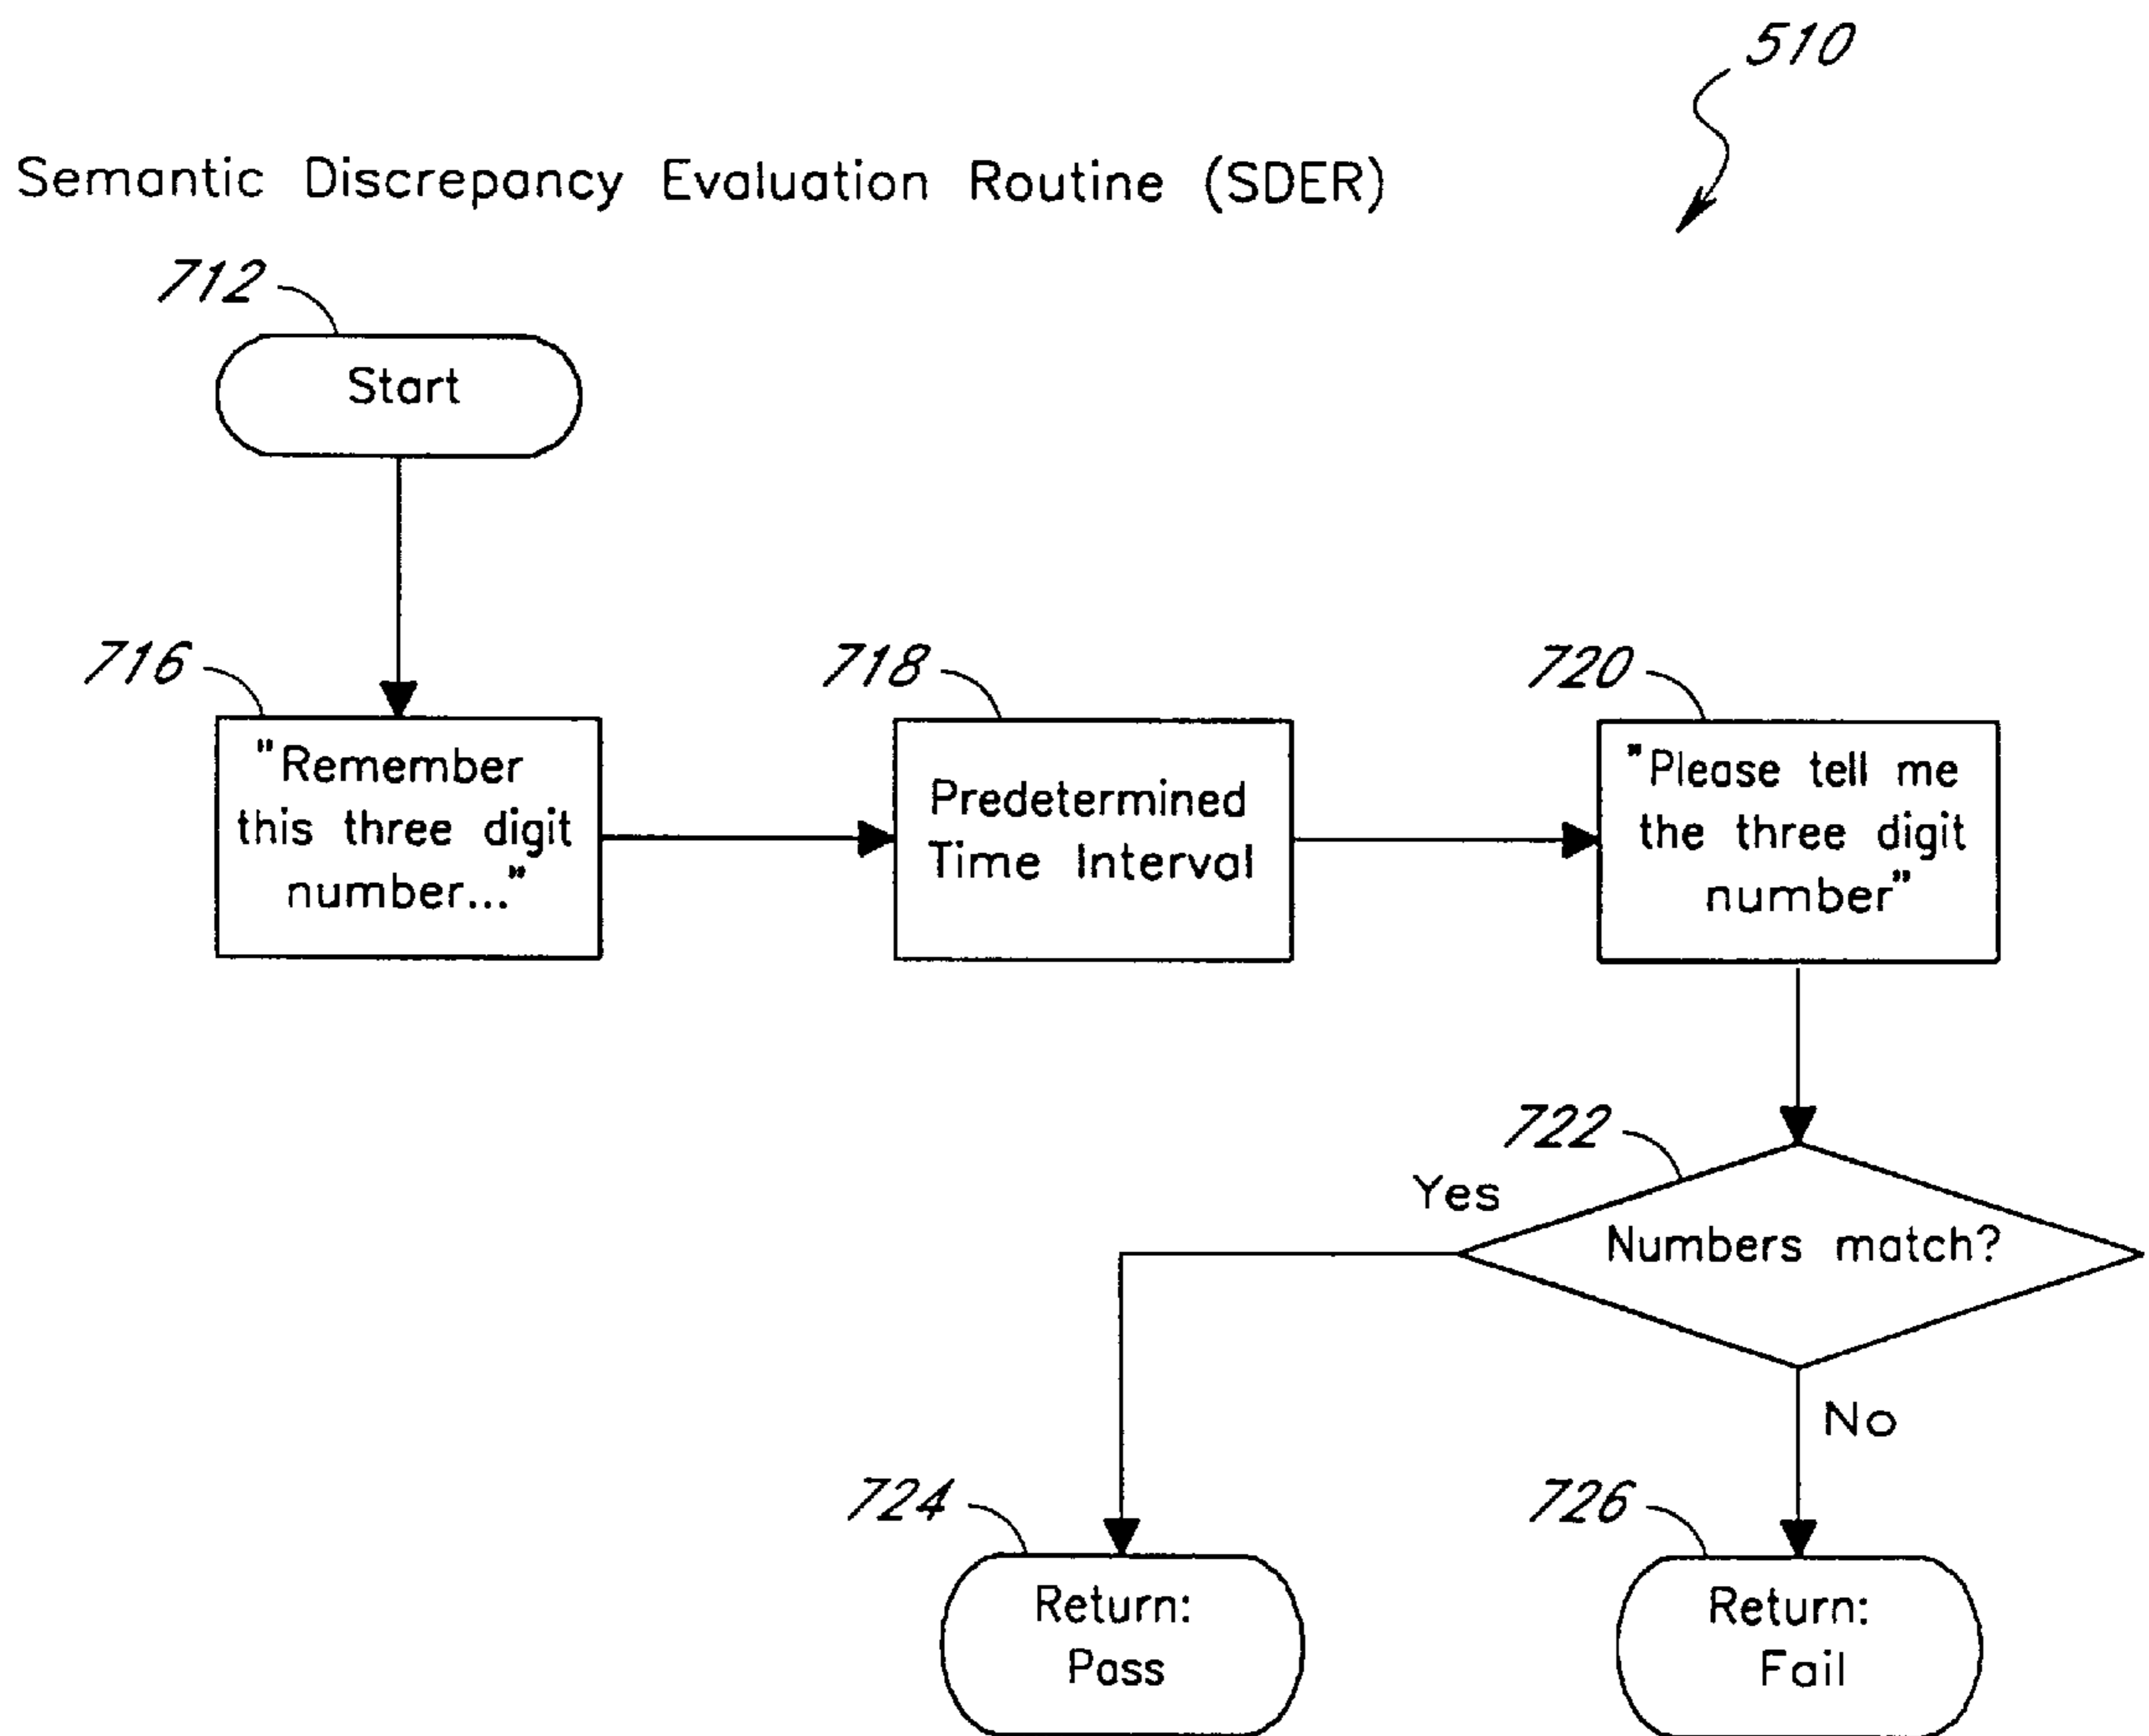 510
Semantic Discrepancy Evaluation Routine (SDER)
712
Start
716
"Remember
this three digit
number..."
718
Predetermined
Time Interval
720
"Please tell me
the three digit
number"
722
Numbers match?
Yes
No
724
Return:
Pass
726
Return:
Fail